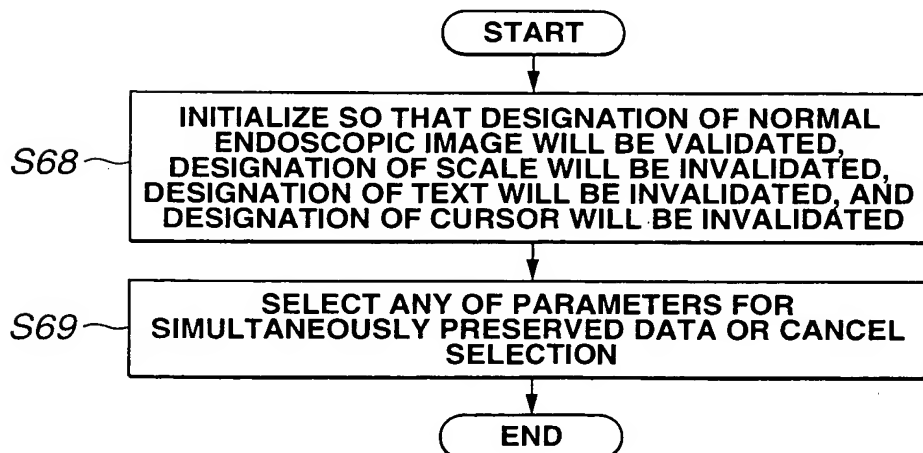 START
INITIALIZE SO THAT DESIGNATION OF NORMAL
ENDOSCOPIC IMAGE WILL BE VALIDATED,
S68
DESIGNATION OF SCALE WILL BE INVALIDATED,
DESIGNATION OF TEXT WILL BE INVALIDATED, AND
DESIGNATION OF CURSOR WILL BE INVALIDATED
SELECT ANY OF PARAMETERS FOR
S69
SIMULTANEOUSLY PRESERVED DATA OR CANCEL
SELECTION
END